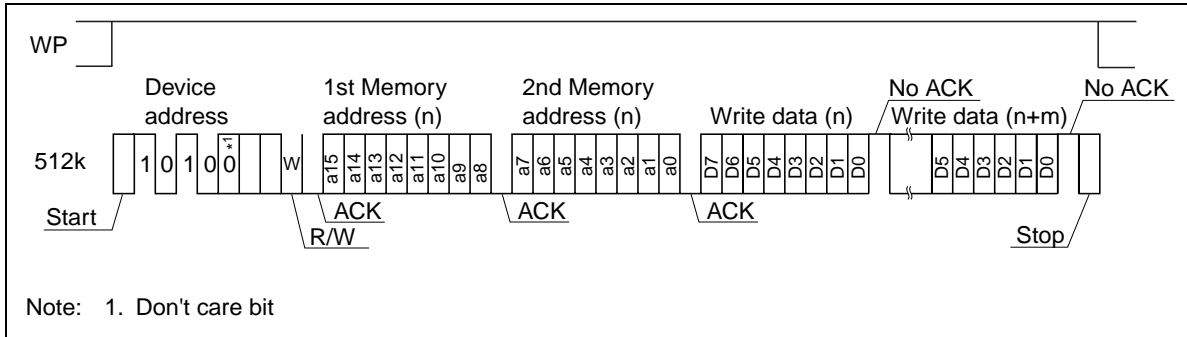 WP
Device address
1st Memory address (n)
2nd Memory address (n)
Write data (n)
No ACK
Write data (n+m)
No ACK
512k
1 0 1 0 0 0 *1 W
a15 a14 a13 a12 a11 a10 a9 a8
a7 a6 a5 a4 a3 a2 a1 a0
D7 D6 D5 D4 D3 D2 D1 D0
D5 D4 D3 D2 D1 D0
Start
R/W
ACK
ACK
ACK
Stop
Note: 1. Don't care bit